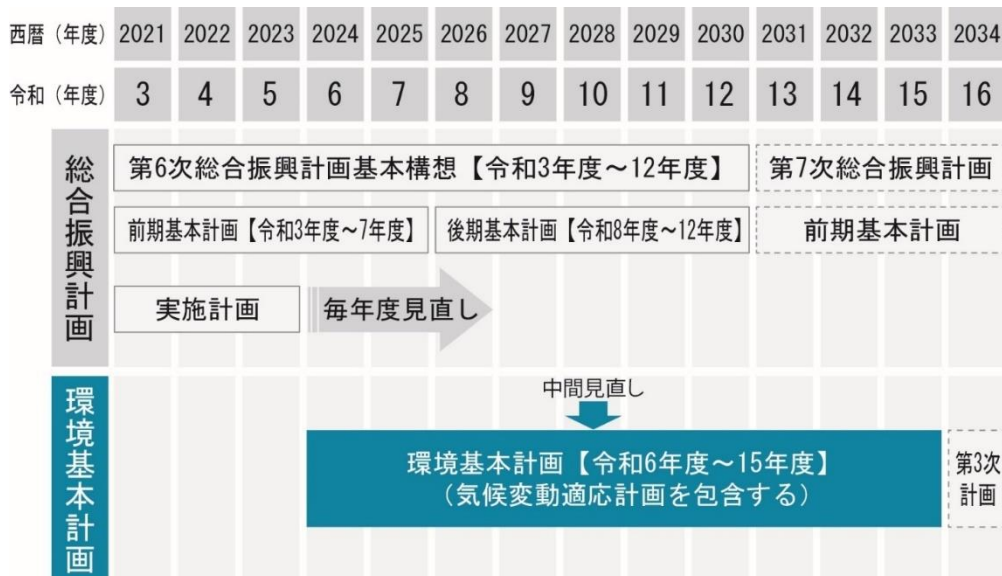 西暦（年度） 2021 2022 2023 2024 2025 2026 2027 2028 2029 2030 2031 2032 2033 2034
令和（年度） 3 4 5 6 7 8 9 10 11 12 13 14 15 16
総合振興計画
第6次総合振興計画基本構想【令和3年度～12年度】 第7次総合振興計画
前期基本計画【令和3年度～7年度】 後期基本計画【令和8年度～12年度】 前期基本計画
実施計画 毎年度見直し
環境基本計画
中間見直し
環境基本計画【令和6年度～15年度】
（気候変動適応計画を包含する）
第3次
計画